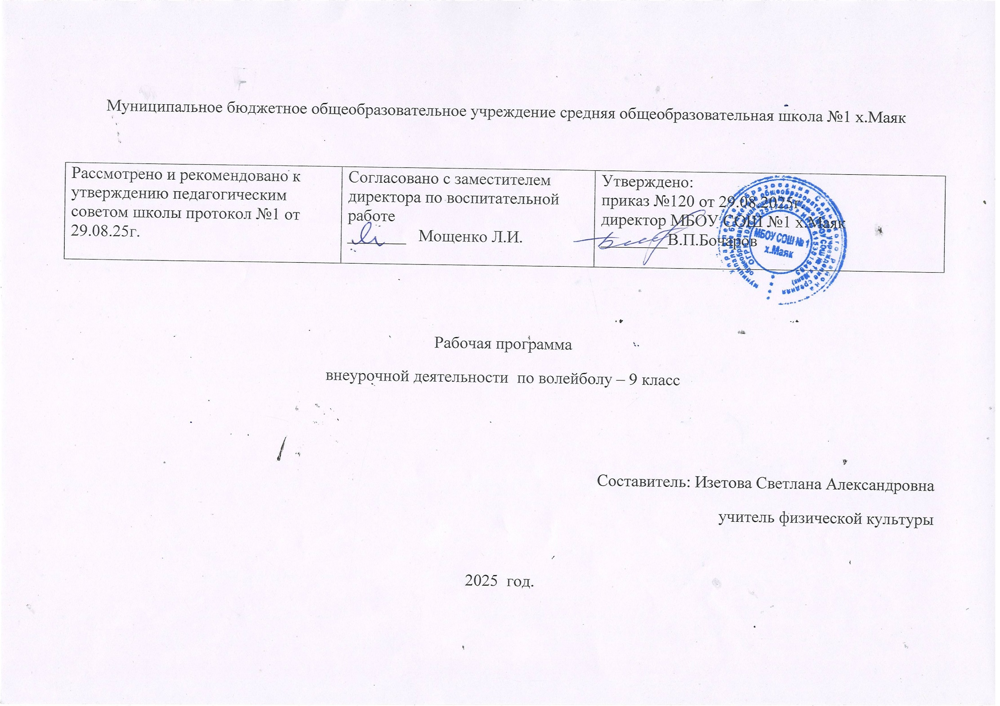 Муниципальное бюджетное общеобразовательное учреждение средняя общеобразовательная школа №1 х.Маяк
Рассмотрено и рекомендовано к
утверждению педагогическим
советом школы протокол №1 от
29.08.25г.
Согласовано с заместителем
директора по воспитательной
работе
Мощенко Л.И.
Утверждено:
приказ №120 от 29.08.2025г
директор МБОУ СОШ №1 х.Маяк
В.П.Бочаров
МБОУ СОШ № 1
х.Маяк
Рабочая программа
внеурочной деятельности по волейболу – 9 класс
Составитель: Изетова Светлана Александровна
учитель физической культуры
2025 год.